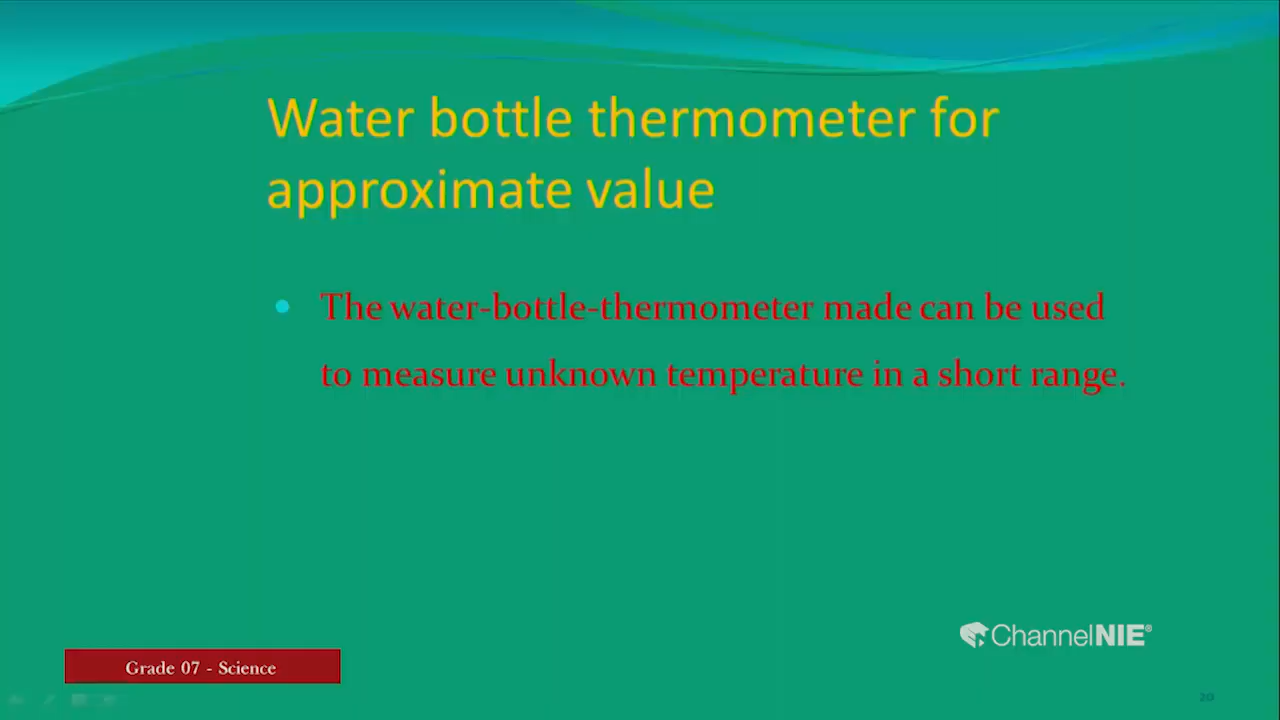 Water bottle thermometer for
approximate value
• The water-bottle-thermometer made can be used
to measure unknown temperature in a short range.
ChannelNIE®
Grade 07 - Science
20